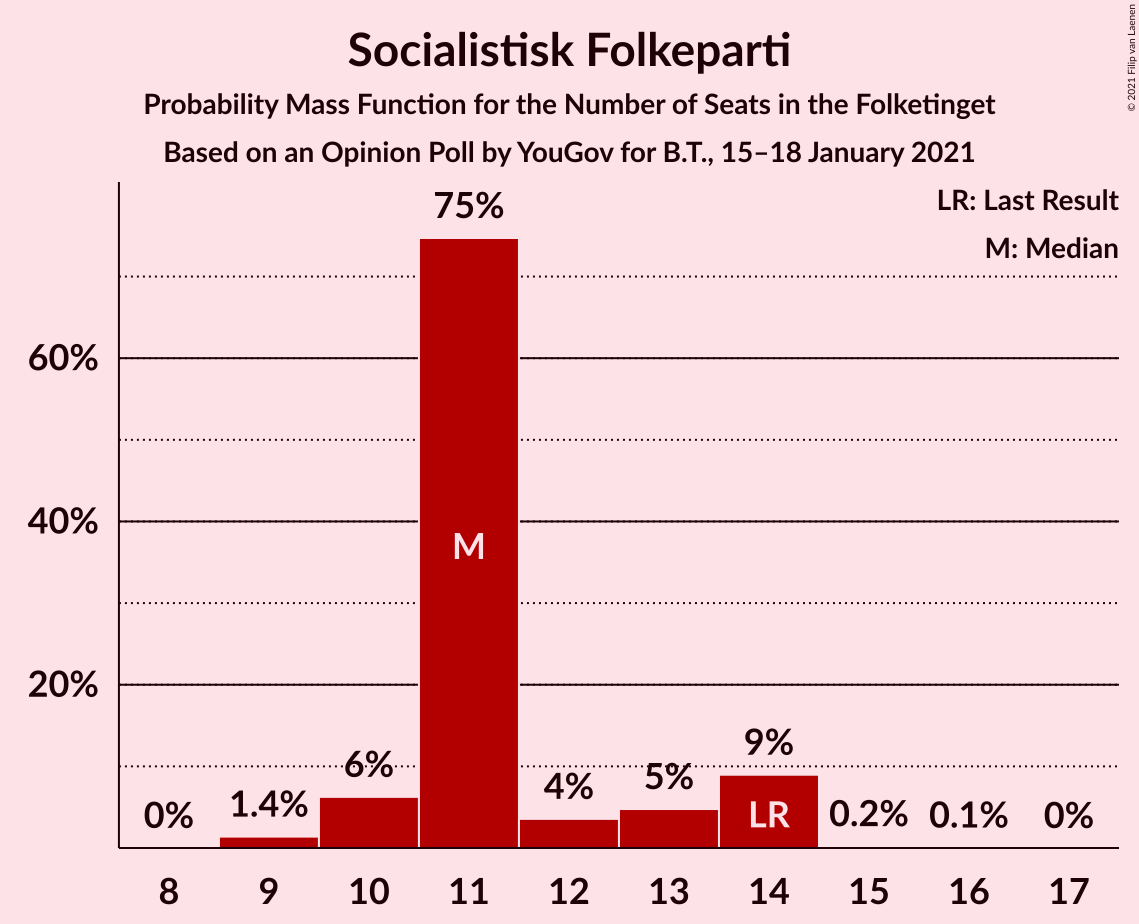 Socialistisk Folkeparti
Probability Mass Function for the Number of Seats in the Folketinget
Based on an Opinion Poll by YouGov for B.T., 15–18 January 2021
© 2021 Filip van Laenen
LR: Last Result
M: Median
75%
60%
40%
20%
M
0%
1.4%
6%
4%
5%
9%
LR
0.2%
0.1%
0%
8 9 10 11 12 13 14 15 16 17